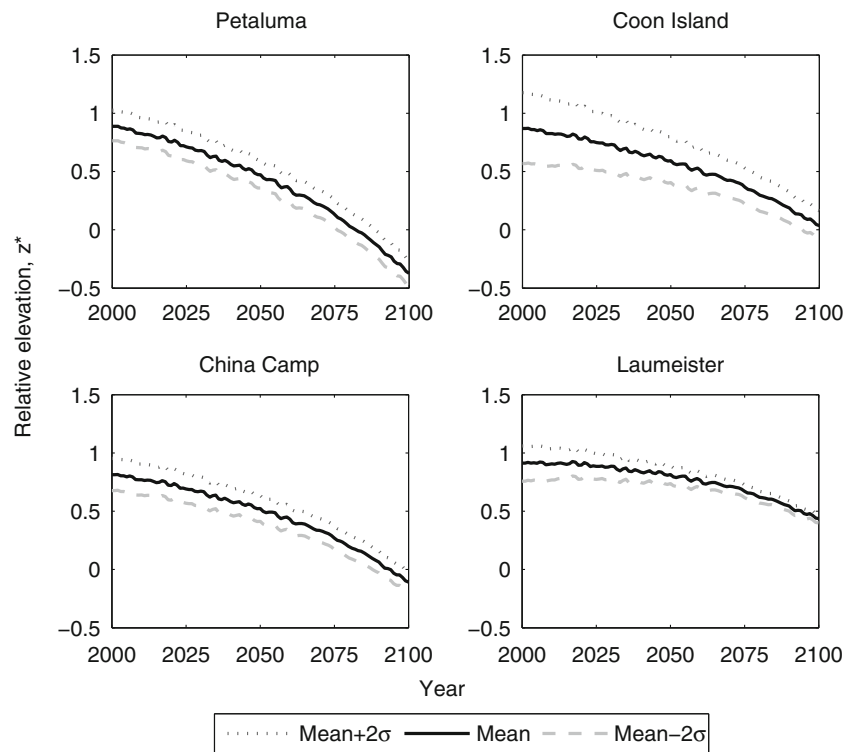 Petaluma
Coon Island
1.5
1
0.5
0
−0.5
2000 2025 2050 2075 2100
1.5
1
0.5
0
−0.5
2000 2025 2050 2075 2100
China Camp
Laumeister
1.5
1
0.5
0
−0.5
2000 2025 2050 2075 2100
1.5
1
0.5
0
−0.5
2000 2025 2050 2075 2100
Relative elevation, z*
Year
Mean+2σ Mean Mean−2σ